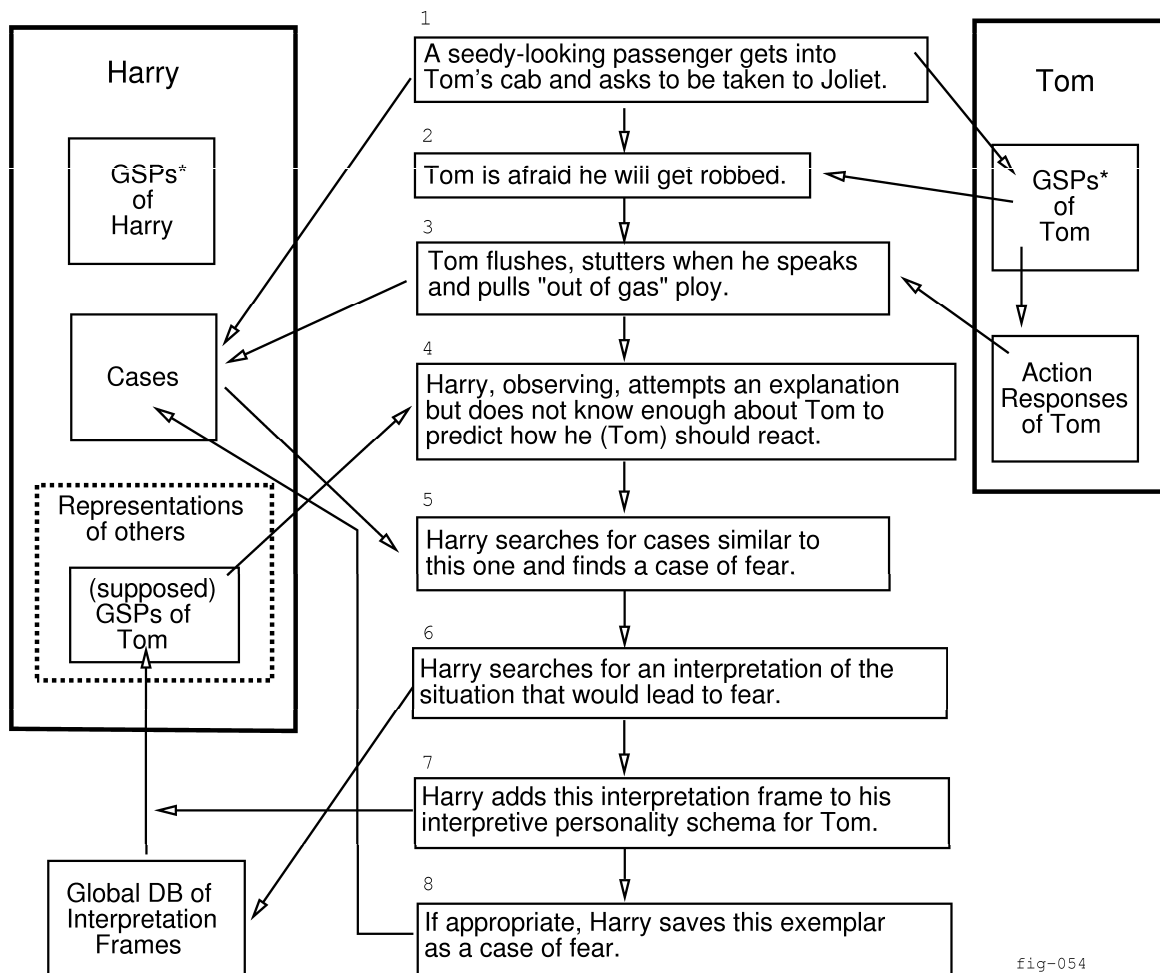 Harry
GSPs*
of
Harry
Cases
Representations
of others
(supposed)
GSPs of
Tom
Global DB of
Interpretation
Frames
1
A seedy-looking passenger gets into
Tom's cab and asks to be taken to Joliet.
2
Tom is afraid he will get robbed.
3
Tom flushes, stutters when he speaks
and pulls "out of gas" ploy.
4
Harry, observing, attempts an explanation
but does not know enough about Tom to
predict how he (Tom) should react.
5
Harry searches for cases similar to
this one and finds a case of fear.
6
Harry searches for an interpretation of the
situation that would lead to fear.
7
Harry adds this interpretation frame to his
interpretive personality schema for Tom.
8
If appropriate, Harry saves this exemplar
as a case of fear.
Tom
GSPs*
of
Tom
Action
Responses
of Tom
fig-054